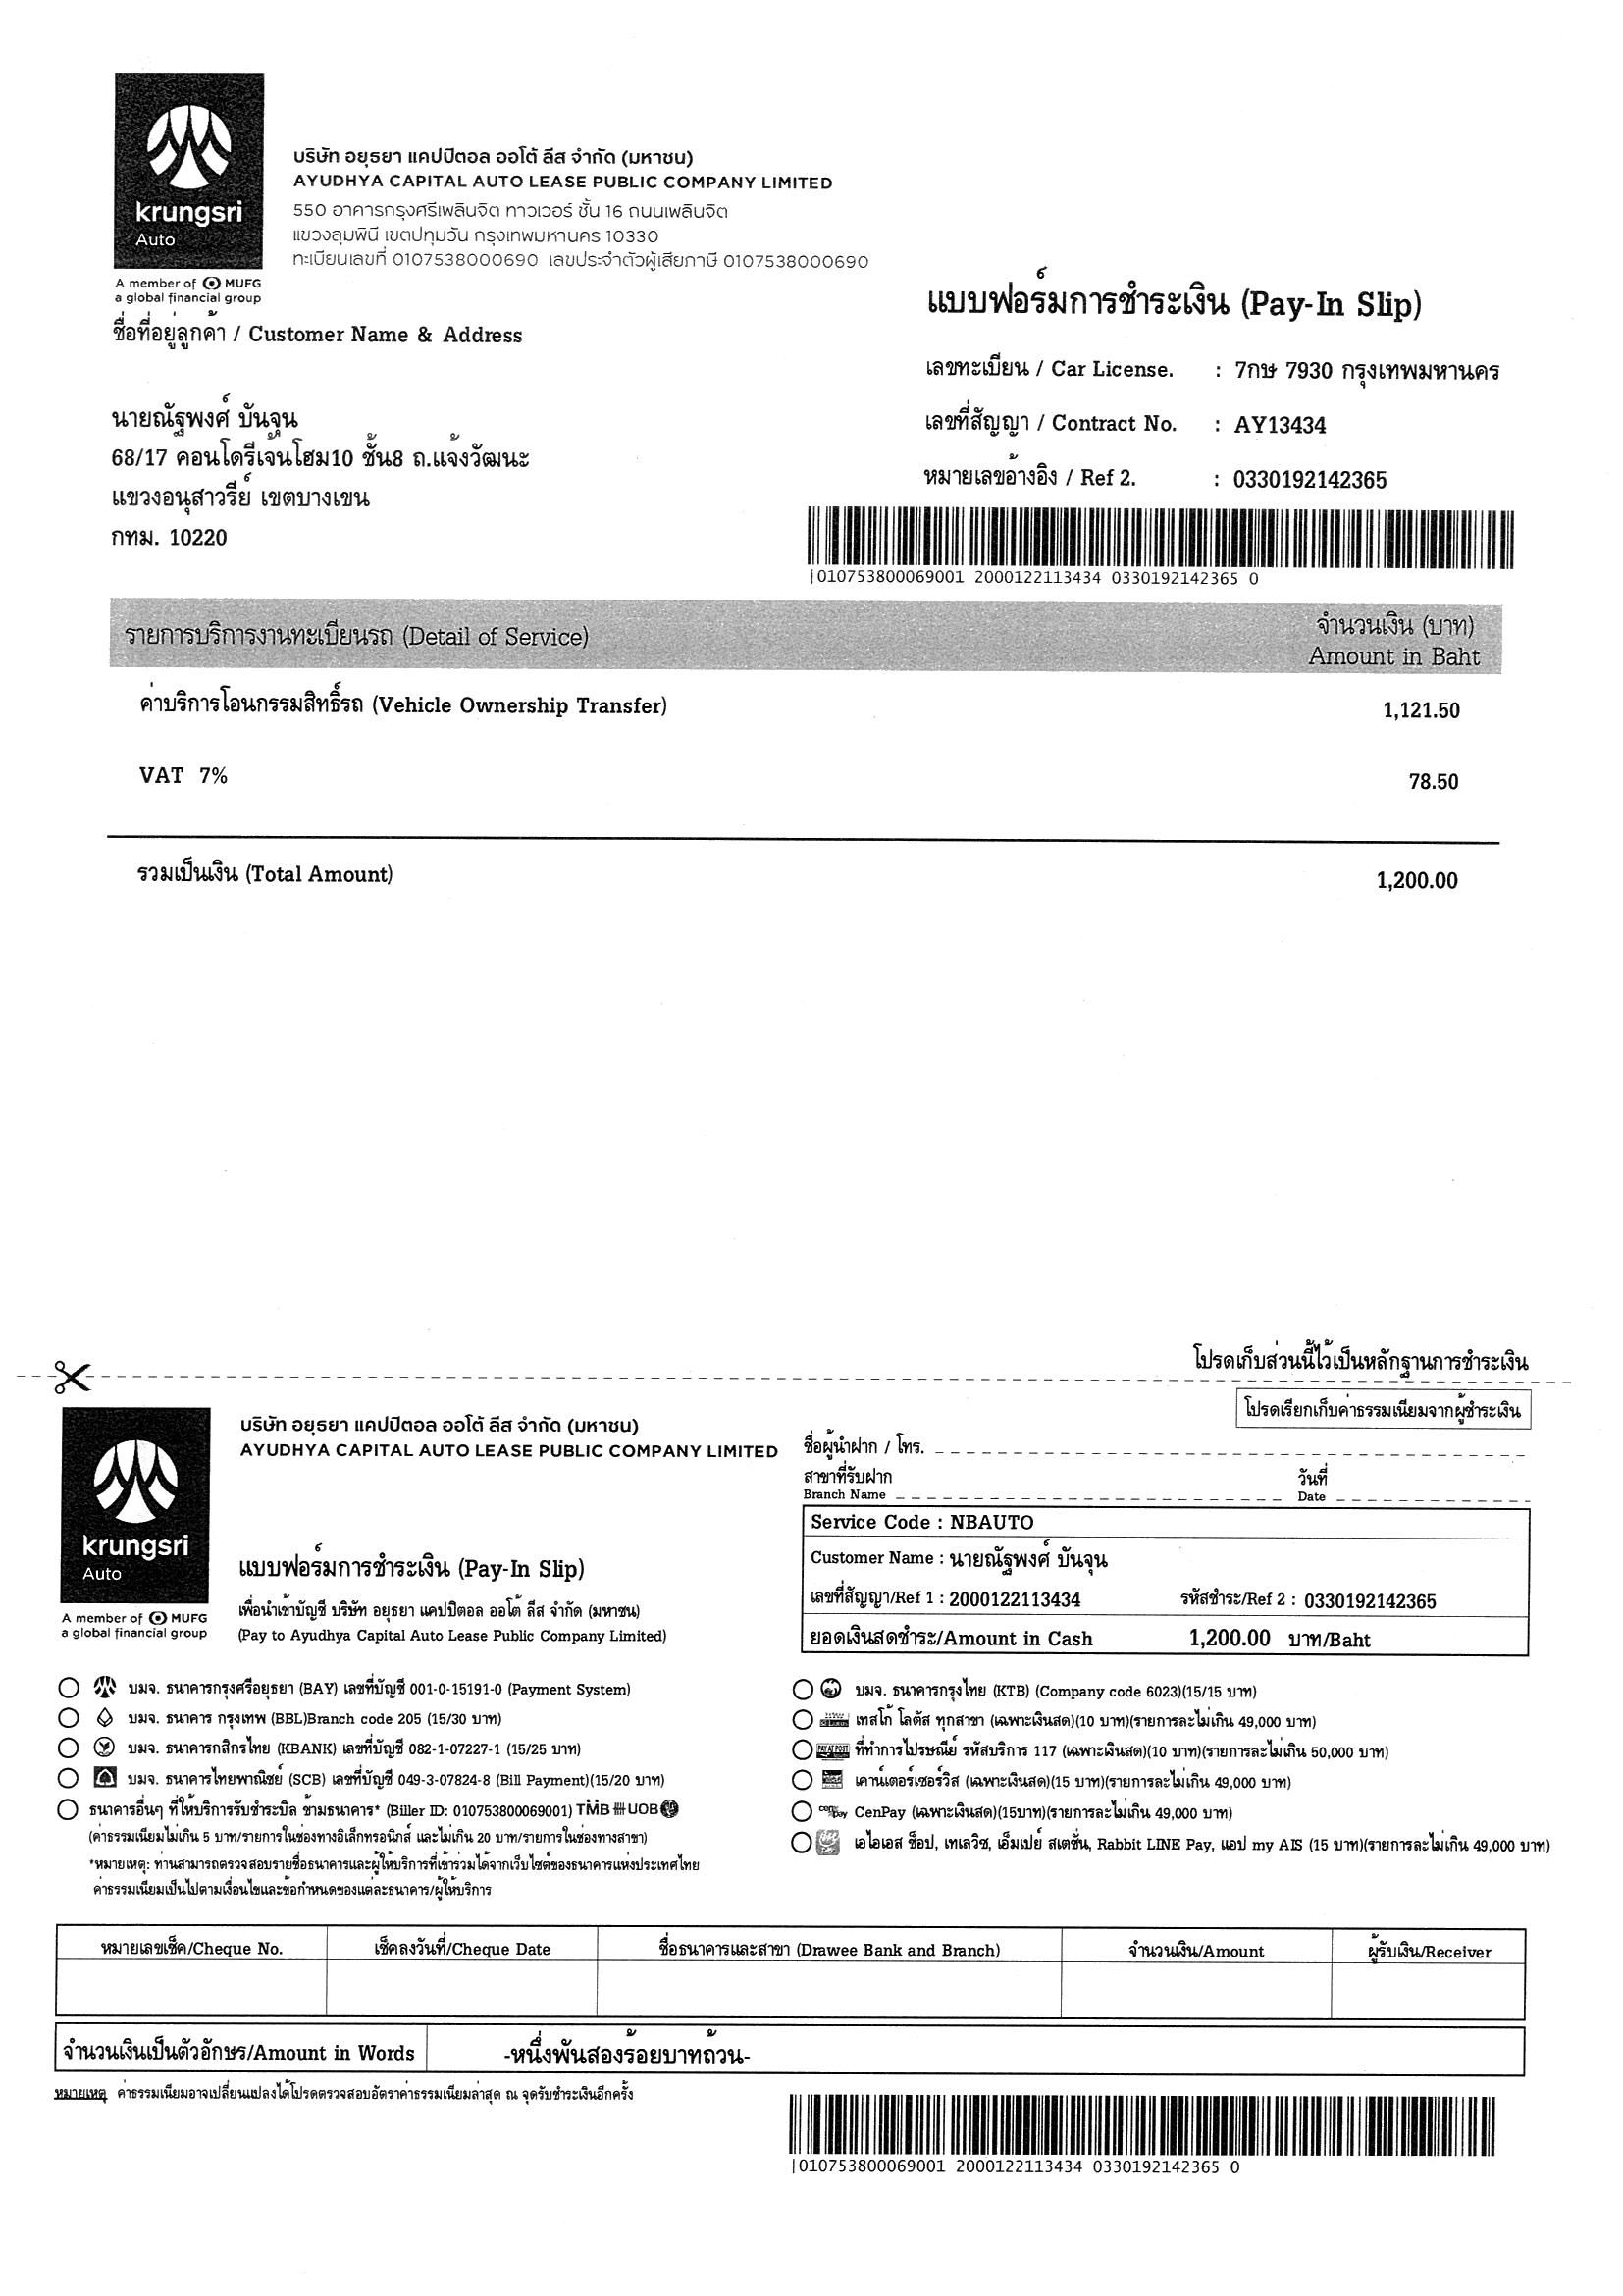 krungsri
Auto
A member of MUFG
a global financial group
บริษัท อยุธยา แคปปิตอล ออโต้ ลีส จำกัด (มหาชน)
AYUDHYA CAPITAL AUTO LEASE PUBLIC COMPANY LIMITED
550 อาคารกรุงศรีเพลินจิต ทาวเวอร์ ชั้น 16 ถนนเพลินจิต
แขวงลุมพินี เขตปทุมวัน กรุงเทพมหานคร 10330
ทะเบียนเลขที่ 0107538000690 เลขประจำตัวผู้เสียภาษี 0107538000690
แบบฟอร์มการชำระเงิน (Pay-In Slip)
ชื่อที่อยู่ลูกค้า / Customer Name & Address
เลขทะเบียน / Car License. : 7กษ 7930 กรุงเทพมหานคร
นายณัฐพงศ์ บันจุน
เลขที่สัญญา / Contract No. : AY13434
68/17 คอนโดรีเจ้นโฮม10 ชั้น8 ถ.แจ้งวัฒนะ
หมายเลขอ้างอิง / Ref 2. : 0330192142365
แขวงอนุสาวรีย์ เขตบางเขน
กทม. 10220
|010753800069001 2000122113434 0330192142365 0
รายการบริการงานทะเบียนรถ (Detail of Service) จำนวนเงิน (บาท)
Amount in Baht
ค่าบริการโอนกรรมสิทธิ์รถ (Vehicle Ownership Transfer) 1,121.50
VAT 7% 78.50
รวมเป็นเงิน (Total Amount) 1,200.00
โปรดเก็บส่วนนี้ไว้เป็นหลักฐานการชำระเงิน
โปรดเรียกเก็บค่าธรรมเนียมจากผู้ชำระเงิน
krungsri
Auto
A member of MUFG
a global financial group
บริษัท อยุธยา แคปปิตอล ออโต้ ลีส จำกัด (มหาชน)
AYUDHYA CAPITAL AUTO LEASE PUBLIC COMPANY LIMITED
แบบฟอร์มการชำระเงิน (Pay-In Slip)
เพื่อนำเข้าบัญชี บริษัท อยุธยา แคปปิตอล ออโต้ ลีส จำกัด (มหาชน)
(Pay to Ayudhya Capital Auto Lease Public Company Limited)
ชื่อผู้นำฝาก / โทร.
สาขาที่รับฝาก วันที่
Branch Name Date
Service Code : NBAUTO
Customer Name : นายณัฐพงศ์ บันจุน
เลขที่สัญญา/Ref 1 : 2000122113434 รหัสชำระ/Ref 2 : 0330192142365
ยอดเงินสดชำระ/Amount in Cash 1,200.00 บาท/Baht
บมจ. ธนาคารกรุงศรีอยุธยา (BAY) เลขที่บัญชี 001-0-15191-0 (Payment System)
บมจ. ธนาคาร กรุงเทพ (BBL)Branch code 205 (15/30 บาท)
บมจ. ธนาคารกสิกรไทย (KBANK) เลขที่บัญชี 082-1-07227-1 (15/25 บาท)
บมจ. ธนาคารไทยพาณิชย์ (SCB) เลขที่บัญชี 049-3-07824-8 (Bill Payment)(15/20 บาท)
ธนาคารอื่นๆ ที่ให้บริการรับชำระบิล ข้ามธนาคาร* (Biller ID: 010753800069001) TMB UOB
(ค่าธรรมเนียมไม่เกิน 5 บาท/รายการในช่องทางอิเล็กทรอนิกส์ และไม่เกิน 20 บาท/รายการในช่องทางสาขา)
*หมายเหตุ: ท่านสามารถตรวจสอบรายชื่อธนาคารและผู้ให้บริการที่เข้าร่วมได้จากเว็บไซต์ของธนาคารแห่งประเทศไทย
ค่าธรรมเนียมเป็นไปตามเงื่อนไขและข้อกำหนดของแต่ละธนาคาร/ผู้ให้บริการ
บมจ. ธนาคารกรุงไทย (KTB) (Company code 6023)(15/15 บาท)
เทสโก้ โลตัส ทุกสาขา (เฉพาะเงินสด)(10 บาท)(รายการละไม่เกิน 49,000 บาท)
PAY AT POST ที่ทำการไปรษณีย์ รหัสบริการ 117 (เฉพาะเงินสด)(10 บาท)(รายการละไม่เกิน 50,000 บาท)
เคาน์เตอร์เซอร์วิส (เฉพาะเงินสด)(15 บาท)(รายการละไม่เกิน 49,000 บาท)
cenpay CenPay (เฉพาะเงินสด)(15บาท)(รายการละไม่เกิน 49,000 บาท)
เอไอเอส ช็อป, เทเลวิซ, เอ็มเปย์ สเตชั่น, Rabbit LINE Pay, แอป my AIS (15 บาท)(รายการละไม่เกิน 49,000 บาท)
หมายเลขเช็ค/Cheque No. เช็คลงวันที่/Cheque Date ชื่อธนาคารและสาขา (Drawee Bank and Branch) จำนวนเงิน/Amount ผู้รับเงิน/Receiver
จำนวนเงินเป็นตัวอักษร/Amount in Words -หนึ่งพันสองร้อยบาทถ้วน-
หมายเหตุ ค่าธรรมเนียมอาจเปลี่ยนแปลงได้โปรดตรวจสอบอัตราค่าธรรมเนียมล่าสุด ณ จุดรับชำระเงินอีกครั้ง
|010753800069001 2000122113434 0330192142365 0